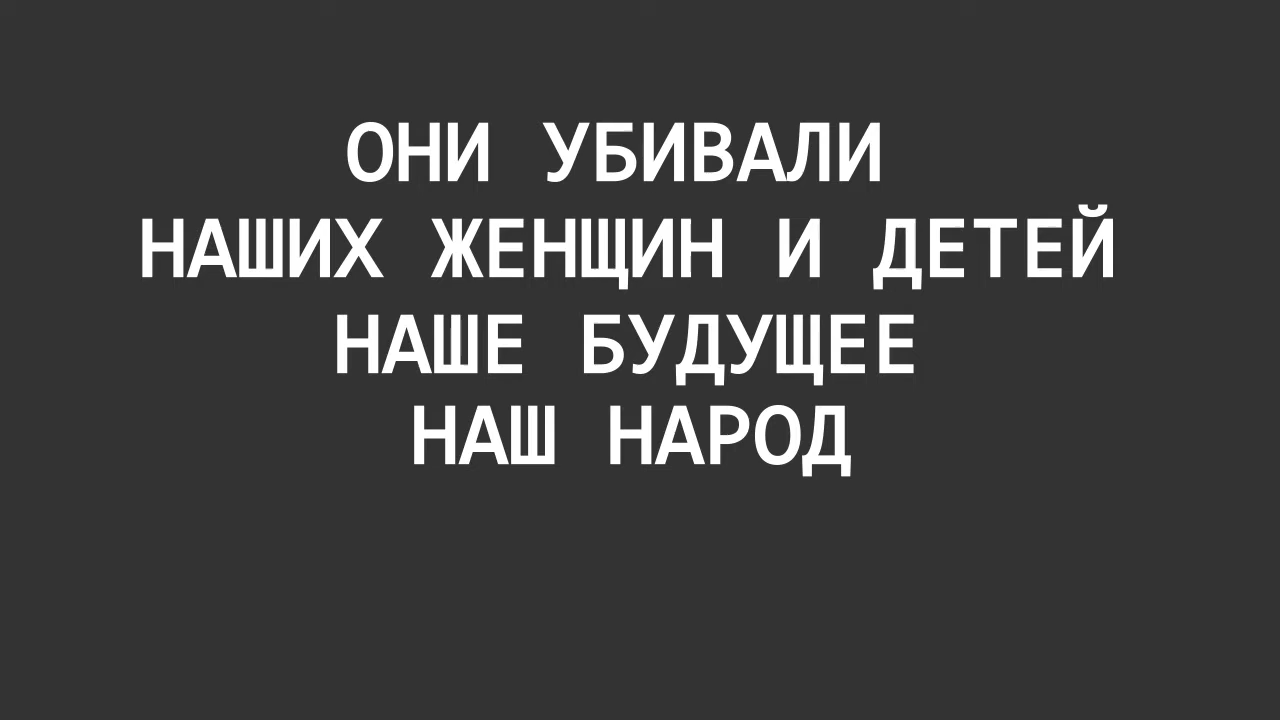 ОНИ УБИВАЛИ
НАШИХ ЖЕНЩИН И ДЕТЕЙ
НАШЕ БУДУЩЕЕ
НАШ НАРОД